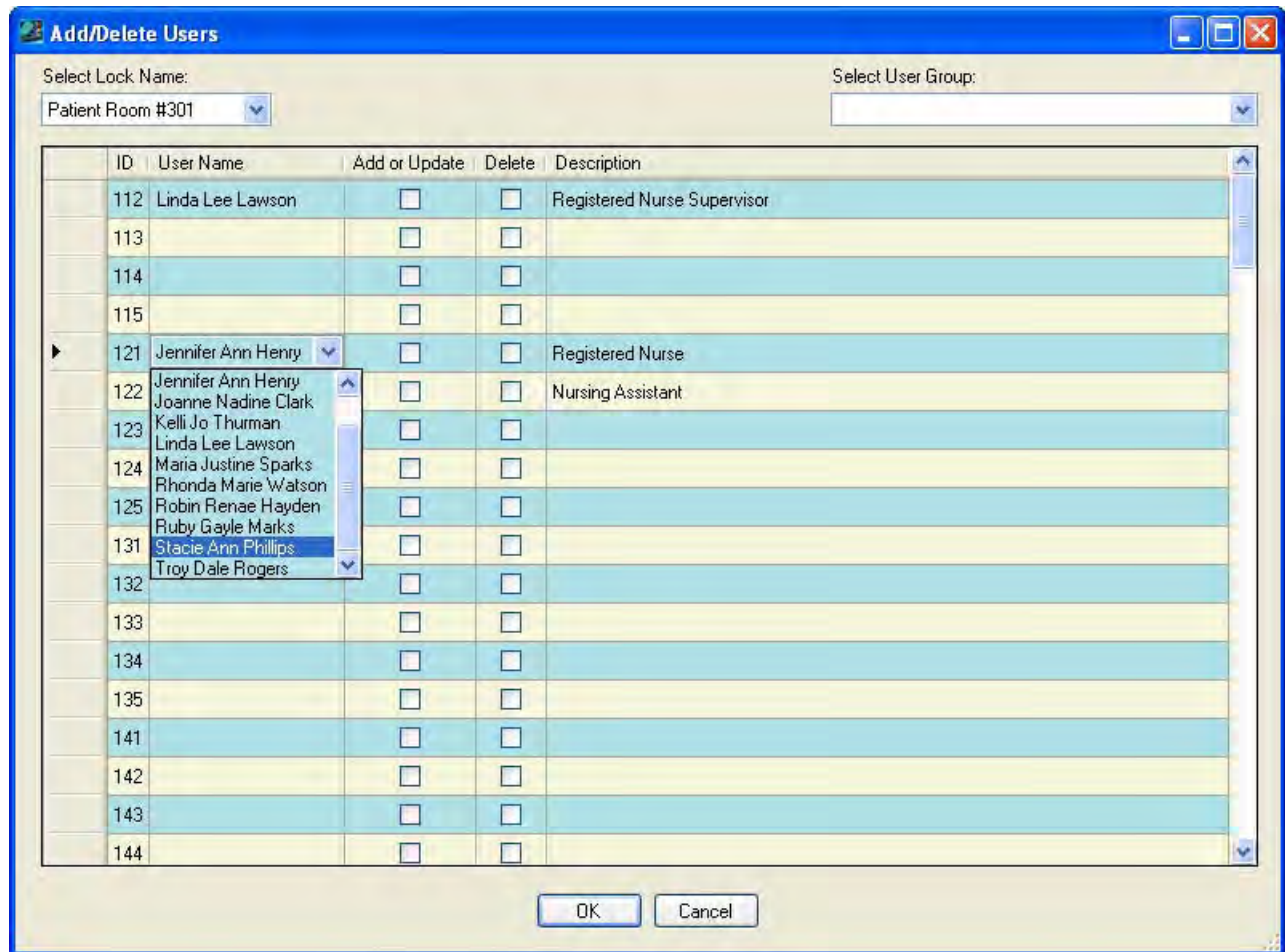 Add/Delete Users
Select Lock Name: Select User Group:
Patient Room #301
ID User Name Add or Update Delete Description
112 Linda Lee Lawson Registered Nurse Supervisor
113
114
115
121 Jennifer Ann Henry Registered Nurse
122 Nursing Assistant
Jennifer Ann Henry
Joanne Nadine Clark
123 Kelli Jo Thurman
Linda Lee Lawson
124 Maria Justine Sparks
Rhonda Marie Watson
125 Robin Renae Hayden
Ruby Gayle Marks
131 Stacie Ann Phillips
Troy Dale Rogers
132
133
134
135
141
142
143
144
OK Cancel